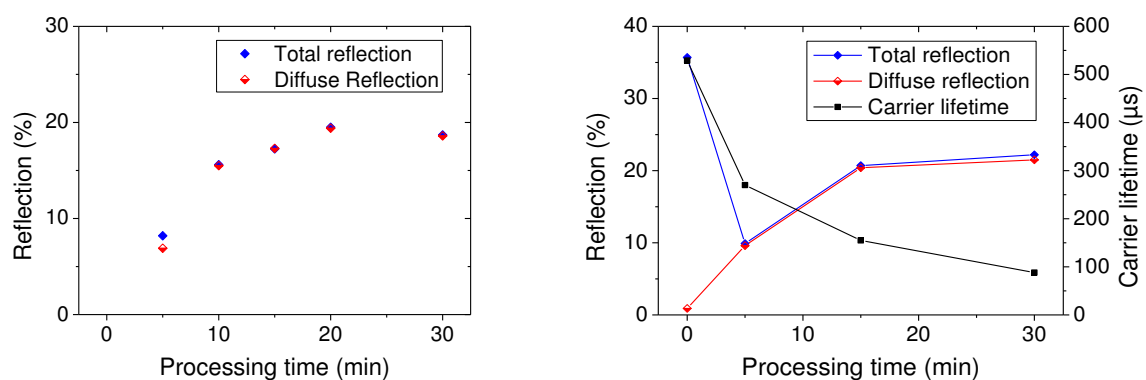 30
20
10
0
Reflection (%)
Total reflection
Diffuse Reflection
0 10 20 30
Processing time (min)
40
30
20
10
0
Reflection (%)
Total reflection
Diffuse reflection
Carrier lifetime
600
500
400
300
200
100
0
Carrier lifetime (µs)
0 10 20 30
Processing time (min)